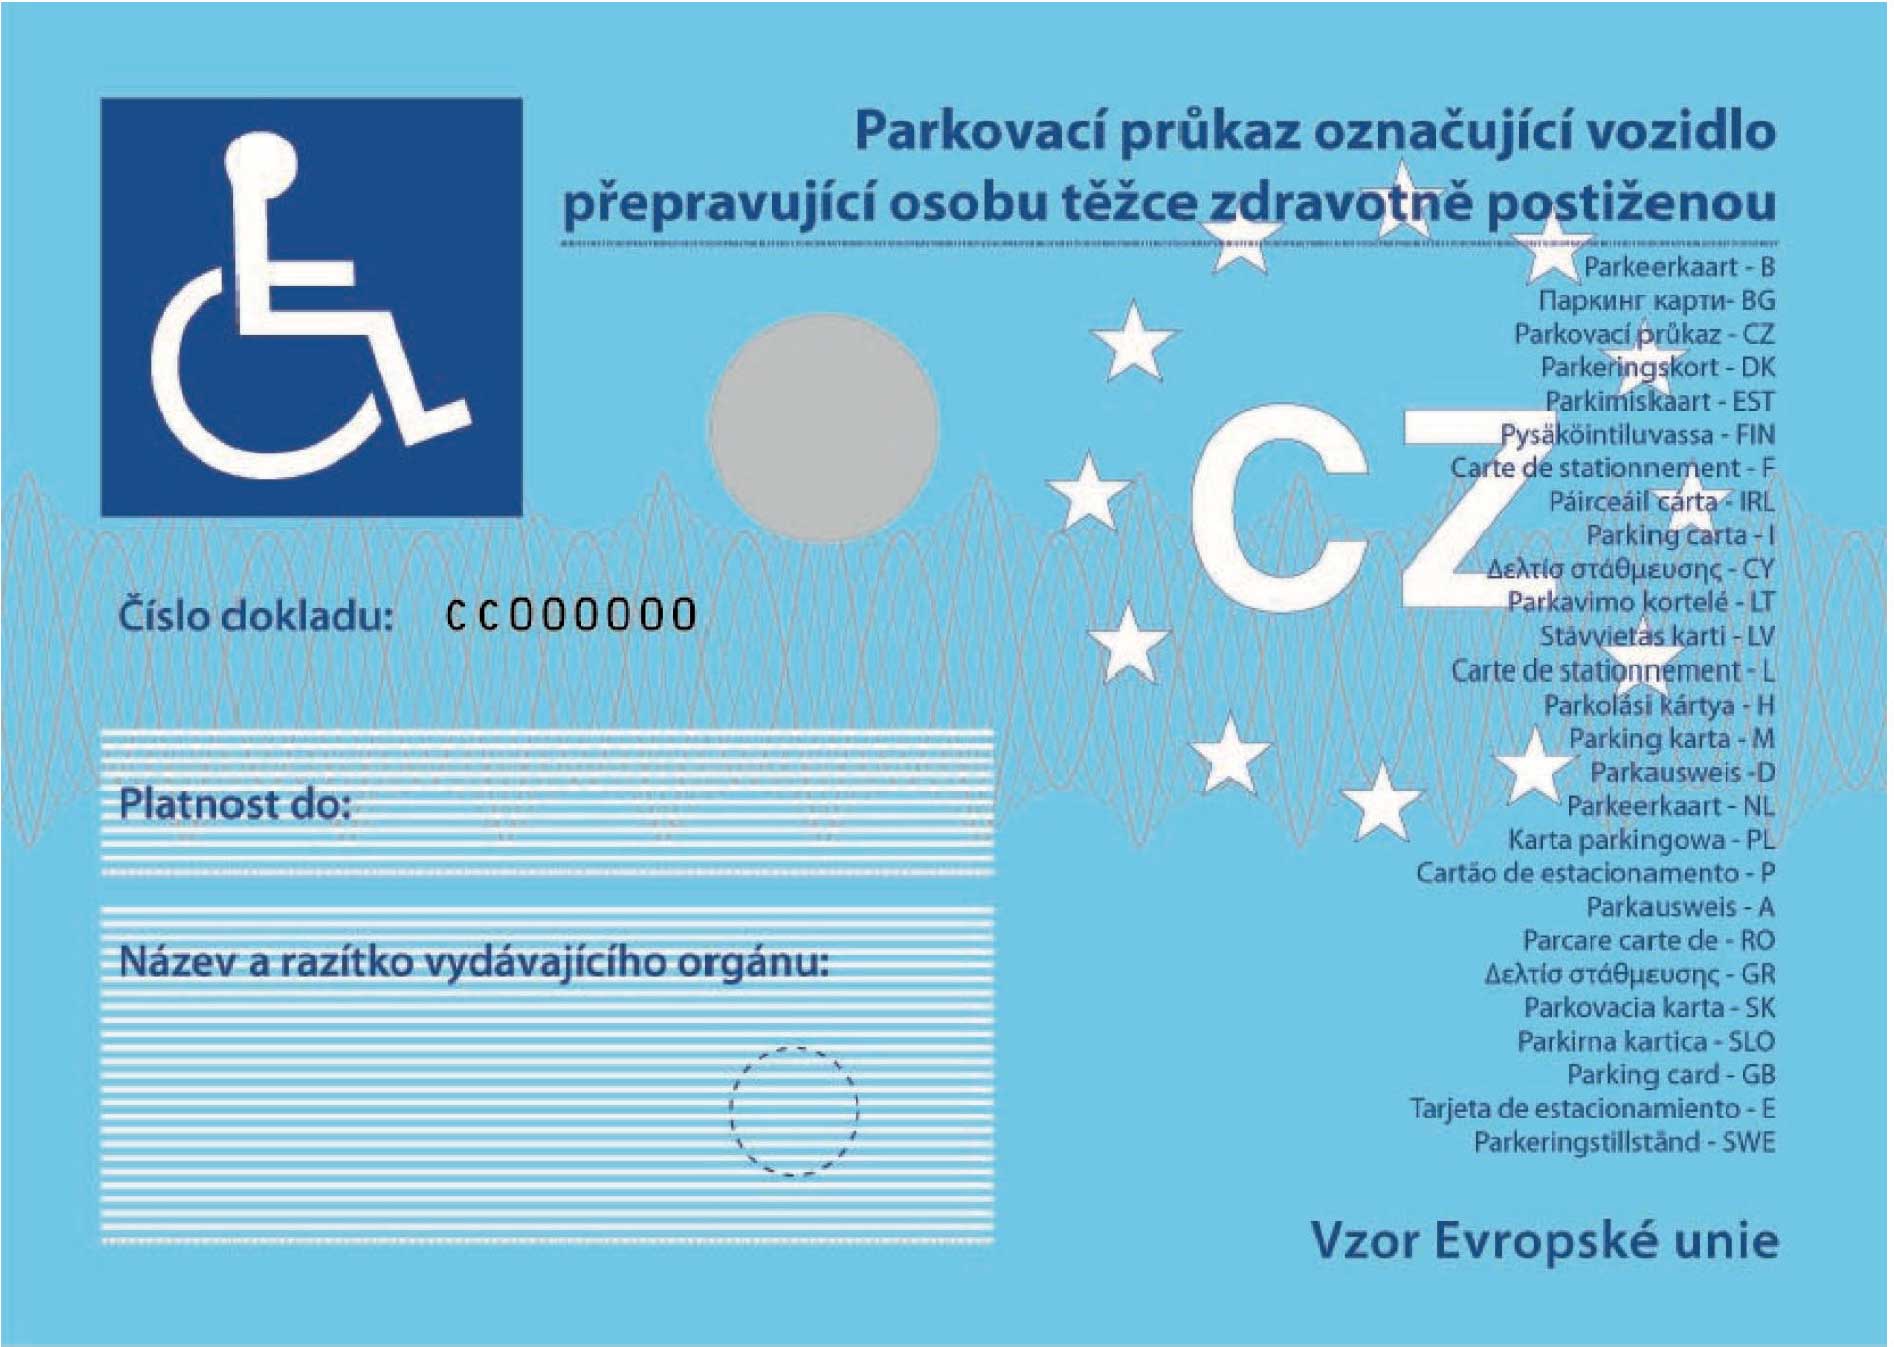 Parkovací průkaz označující vozidlo
přepravující osobu těžce zdravotně postiženou
Parkeerkaart - B
Паркинг карти- BG
Parkovací průkaz - CZ
Parkeringskort - DK
Parkimiskaart - EST
Pysäköintiluvassa - FIN
Carte de stationnement - F
Páirceáil cárta - IRL
Parking carta - I
Δελτίσ στάθμευσης - CY
Parkavimo kortelé - LT
Stāvvietas karti - LV
Carte de stationnement - L
Parkolási kártya - H
Parking karta - M
Parkausweis -D
Parkeerkaart - NL
Karta parkingowa - PL
Cartão de estacionamento - P
Parkausweis - A
Parcare carte de - RO
Δελτίσ στάθμευσης - GR
Parkovacia karta - SK
Parkirna kartica - SLO
Parking card - GB
Tarjeta de estacionamiento - E
Parkeringstillstånd - SWE
CZ
Číslo dokladu: CC000000
Platnost do:
Název a razítko vydávajícího orgánu:
Vzor Evropské unie